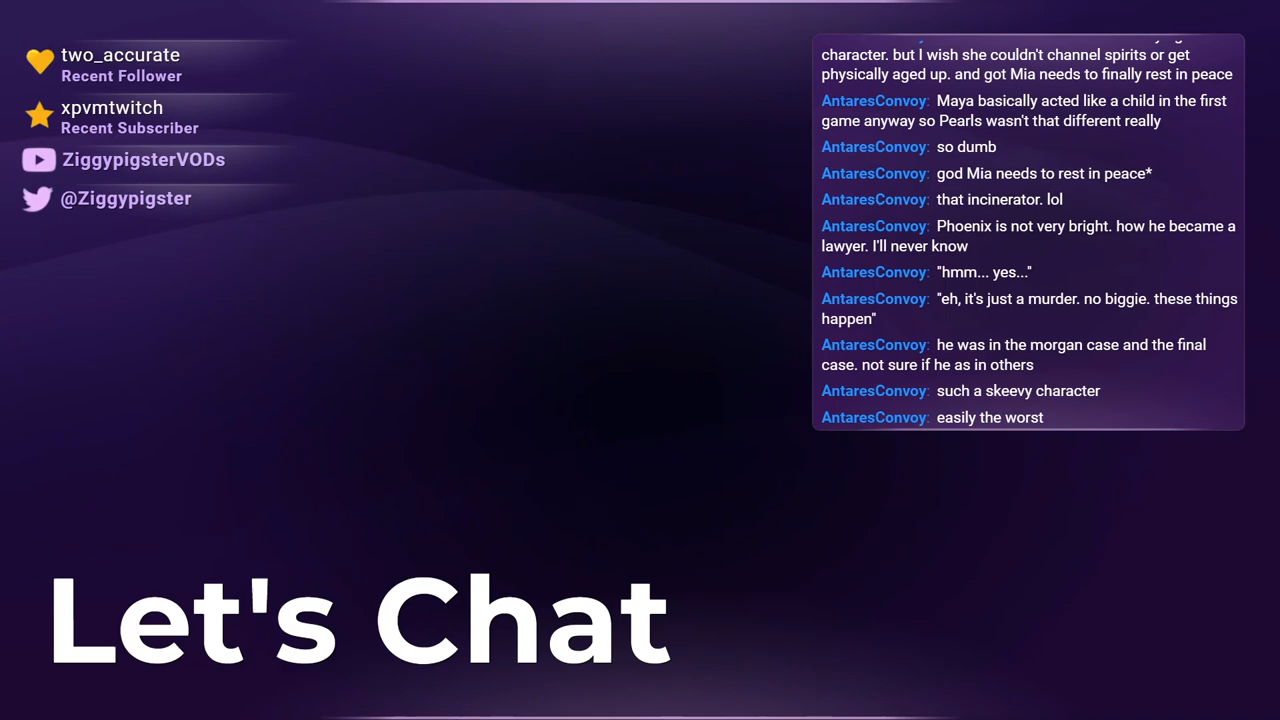 two_accurate
Recent Follower
xpvmtwitch
Recent Subscriber
ZiggypigsterVODs
@Ziggypigster
character. but I wish she couldn't channel spirits or get
physically aged up. and got Mia needs to finally rest in peace
AntaresConvoy: Maya basically acted like a child in the first
game anyway so Pearls wasn't that different really
AntaresConvoy: so dumb
AntaresConvoy: god Mia needs to rest in peace*
AntaresConvoy: that incinerator. lol
AntaresConvoy: Phoenix is not very bright. how he became a
lawyer. I'll never know
AntaresConvoy: "hmm... yes..."
AntaresConvoy: "eh, it's just a murder. no biggie. these things
happen"
AntaresConvoy: he was in the morgan case and the final
case. not sure if he as in others
AntaresConvoy: such a skeevy character
AntaresConvoy: easily the worst
Let's Chat